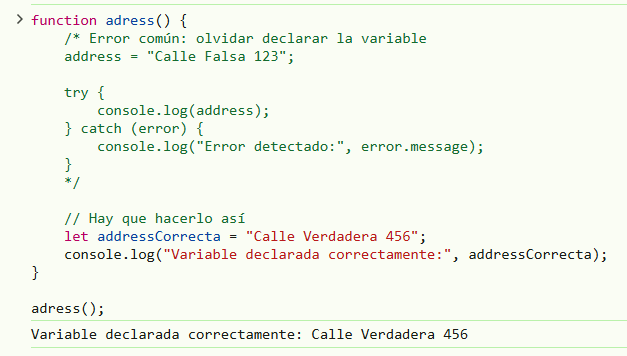 function adress() {
/* Error común: olvidar declarar la variable
address = "Calle Falsa 123";
try {
console.log(address);
} catch (error) {
console.log("Error detectado:", error.message);
}
*/
// Hay que hacerlo así
let addressCorrecta = "Calle Verdadera 456";
console.log("Variable declarada correctamente:", addressCorrecta);
}
adress();
Variable declarada correctamente: Calle Verdadera 456